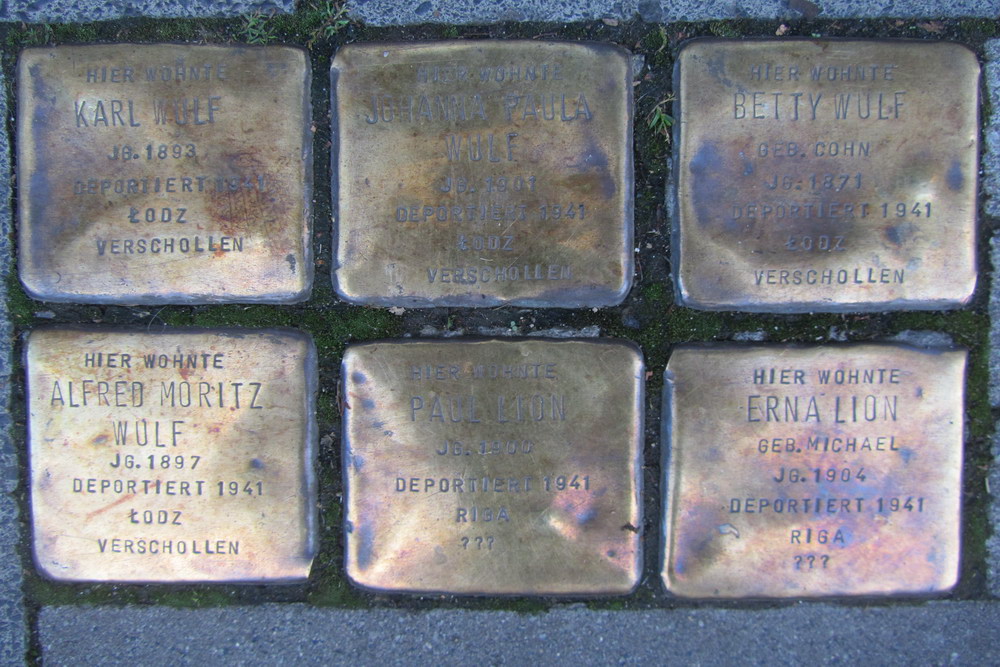 HIER WOHNTE
KARL WULF
JG. 1893
DEPORTIERT 1941
ŁODZ
VERSCHOLLEN
HIER WOHNTE
JOHANNA PAULA
WULF
JG. 1901
DEPORTIERT 1941
ŁODZ
VERSCHOLLEN
HIER WOHNTE
BETTY WULF
GEB. COHN
JG. 1871
DEPORTIERT 1941
ŁODZ
VERSCHOLLEN
HIER WOHNTE
ALFRED MORITZ
WULF
JG. 1897
DEPORTIERT 1941
ŁODZ
VERSCHOLLEN
HIER WOHNTE
PAUL LION
JG.
DEPORTIERT 1941
RIGA
???
HIER WOHNTE
ERNA LION
GEB. MICHAEL
JG. 1904
DEPORTIERT 1941
RIGA
???